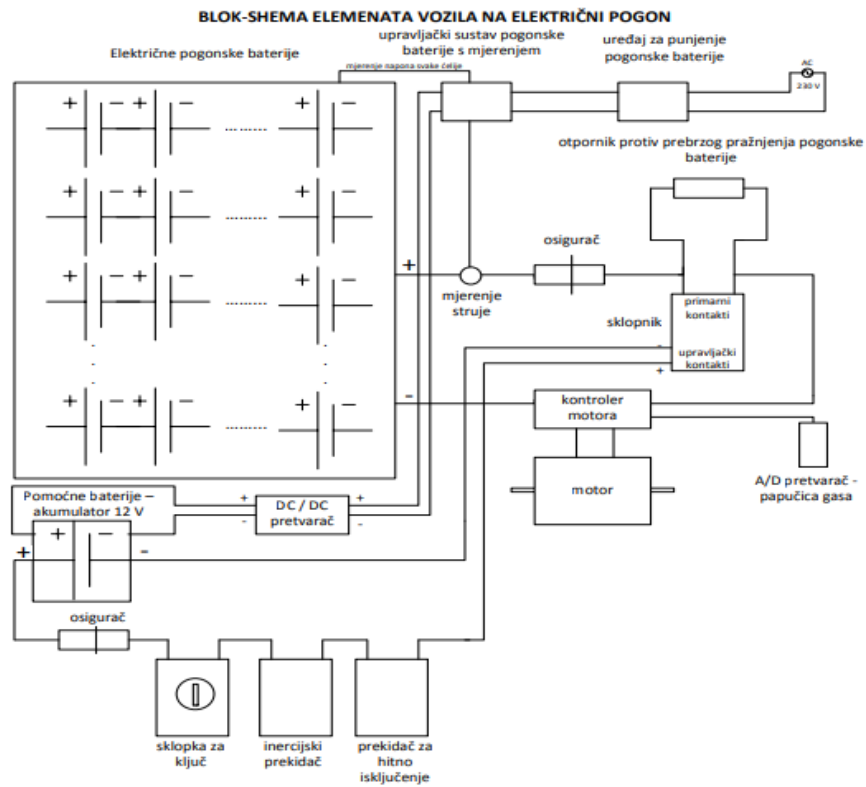 BLOK-SHEMA ELEMENATA VOZILA NA ELEKTRIČNI POGON
Električne pogonske baterije
upravljački sustav pogonske
baterije s mjerenjem
uređaj za punjenje
pogonske baterije
mjerenje napona svake ćelije
AC
230 V
+ − + − ......... + −
otpornik protiv prebrzog pražnjenja pogonske
baterije
+ − + − ......... + −
+ − + − ......... + −
+
osigurač
mjerenje
struje
sklopnik
primarni
kontakti
-
upravljački
kontakti
+
+ − + − ......... + −
-
kontroler
motora
motor
A/D pretvarač -
papučica gasa
Pomoćne baterije –
akumulator 12 V
+ DC / DC +
- pretvarač -
+ + − -
osigurač
sklopka za
ključ
inercijski
prekidač
prekidač za
hitno
isključenje